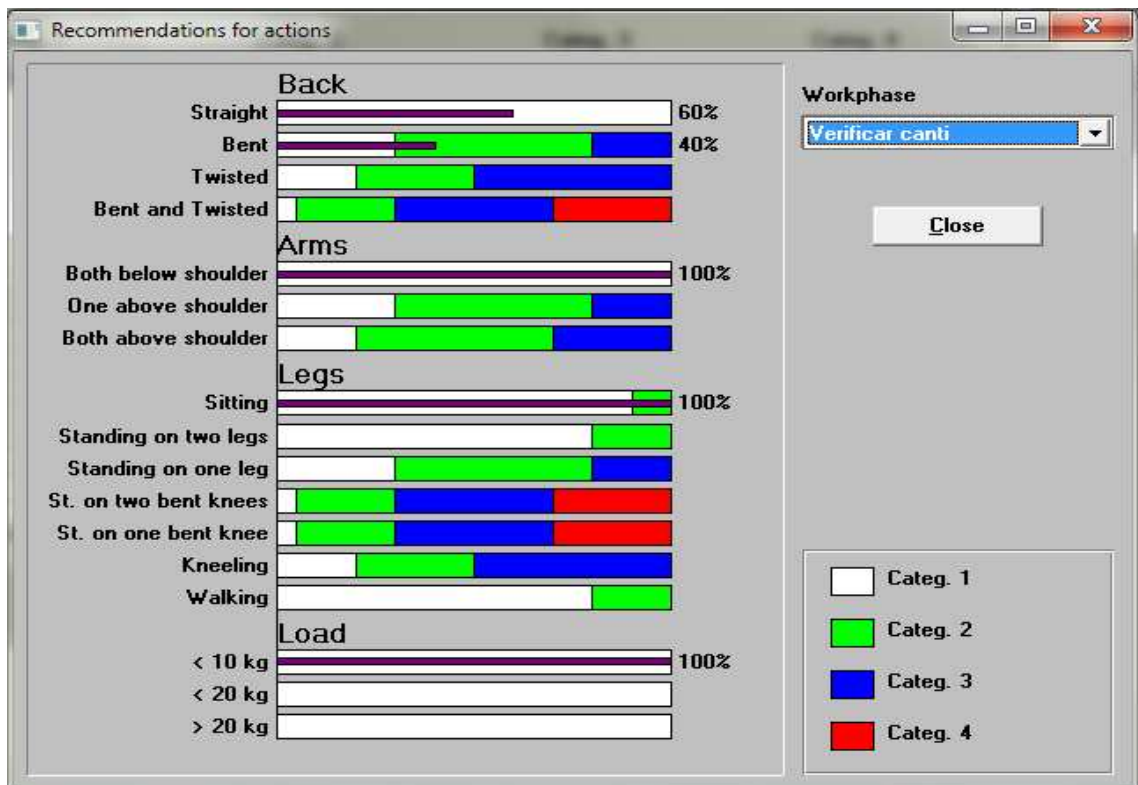 Recommendations for actions
Back
Straight 60%
Bent 40%
Twisted
Bent and Twisted
Arms
Both below shoulder 100%
One above shoulder
Both above shoulder
Legs
Sitting 100%
Standing on two legs
Standing on one leg
St. on two bent knees
St. on one bent knee
Kneeling
Walking
Load
< 10 kg 100%
< 20 kg
> 20 kg
Workphase
Verificar canti
Close
Categ. 1
Categ. 2
Categ. 3
Categ. 4